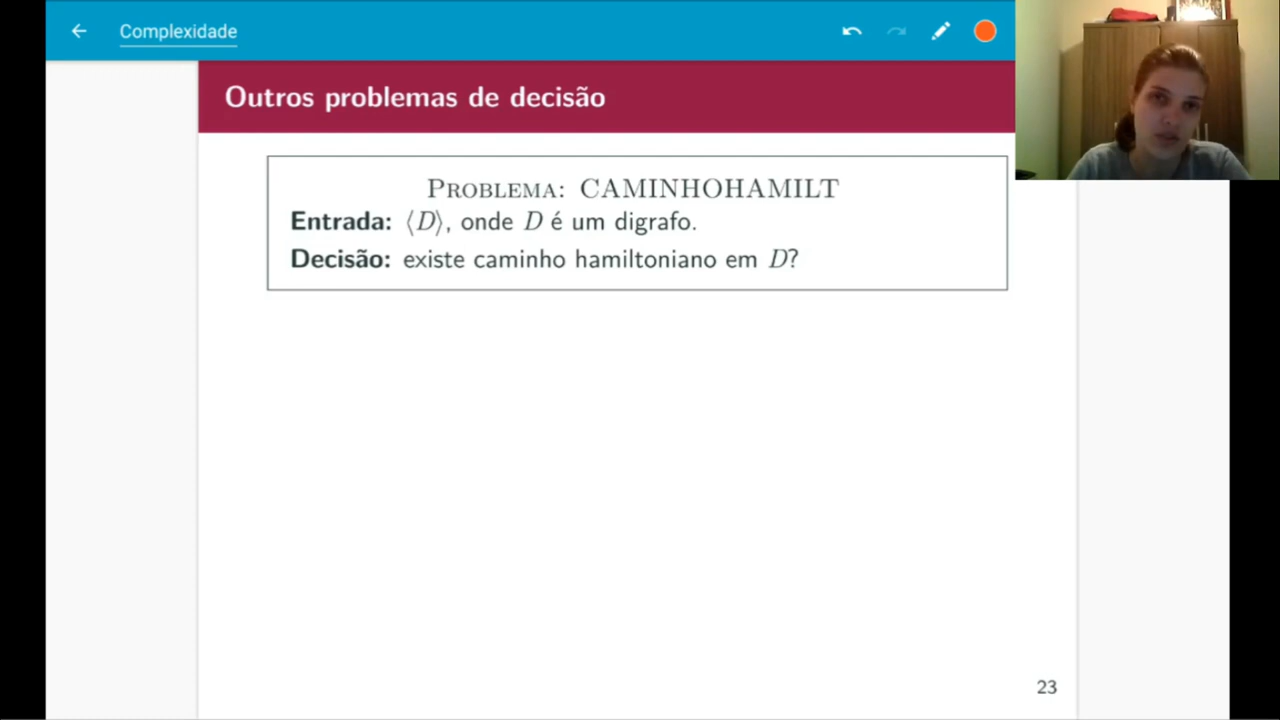 Complexidade
Outros problemas de decisão
Problema: CAMINHOHAMILT
Entrada: ⟨D⟩, onde D é um digrafo.
Decisão: existe caminho hamiltoniano em D?
23